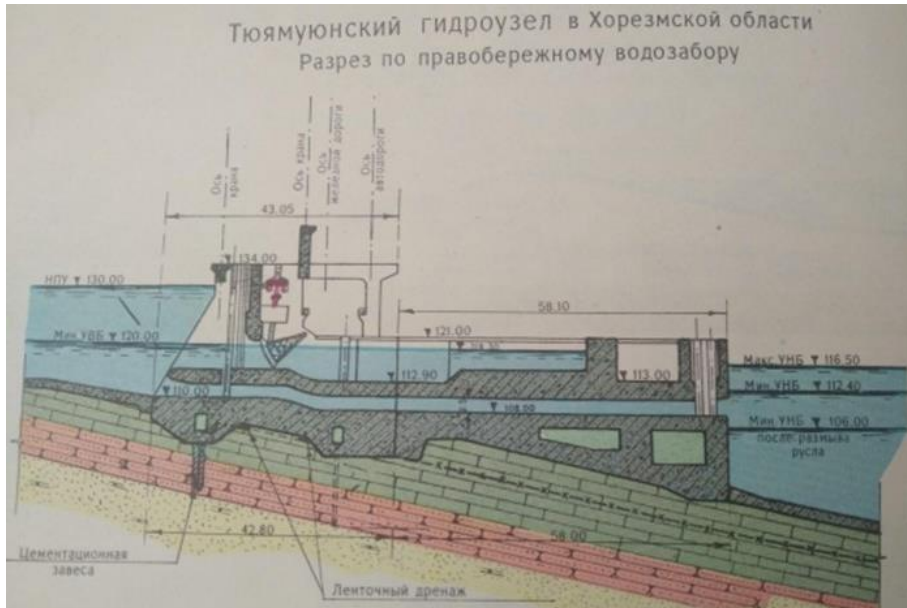 Тюямуюнский гидроузел в Хорезмской области
Разрез по правобережному водозабору
Ось
крана
Ось крана
Ось
железной дороги
Ось
автодороги
43.05
134.00
НПУ 130.00
58.10
Мин.УВБ 120.00
121.00
Макс.УНБ 116.50
110.00
112.90
113.00
Мин.УНБ 112.40
108.00
Мин.УНБ 106.00
после размыва
русла
42.80
58.00
Цементационная
завеса
Ленточный дренаж